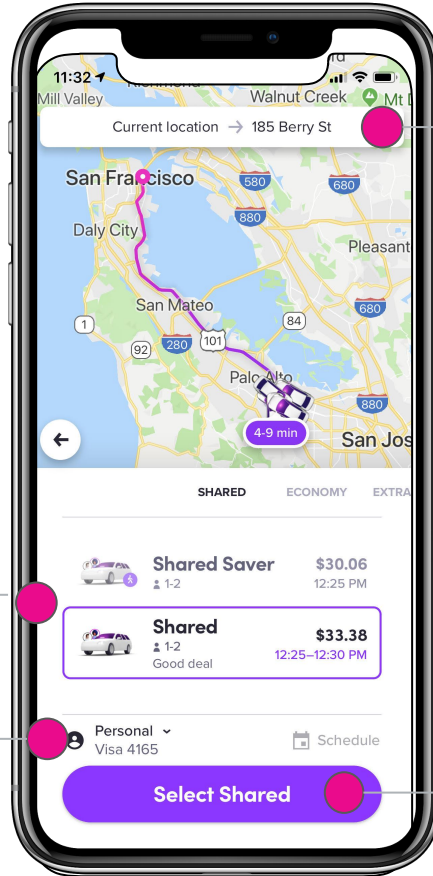 11:32
Richmond
Mill Valley
Walnut Creek
Mt D
Current location → 185 Berry St
San Francisco
580
680
880
Daly City
Pleasant
San Mateo
680
1
84
92
280
101
Palo Alto
880
4-9 min
San Jos
SHARED ECONOMY EXTRA
Shared Saver $30.06
1-2 12:25 PM
Shared $33.38
1-2
Good deal 12:25–12:30 PM
Personal
Visa 4165
Schedule
Select Shared